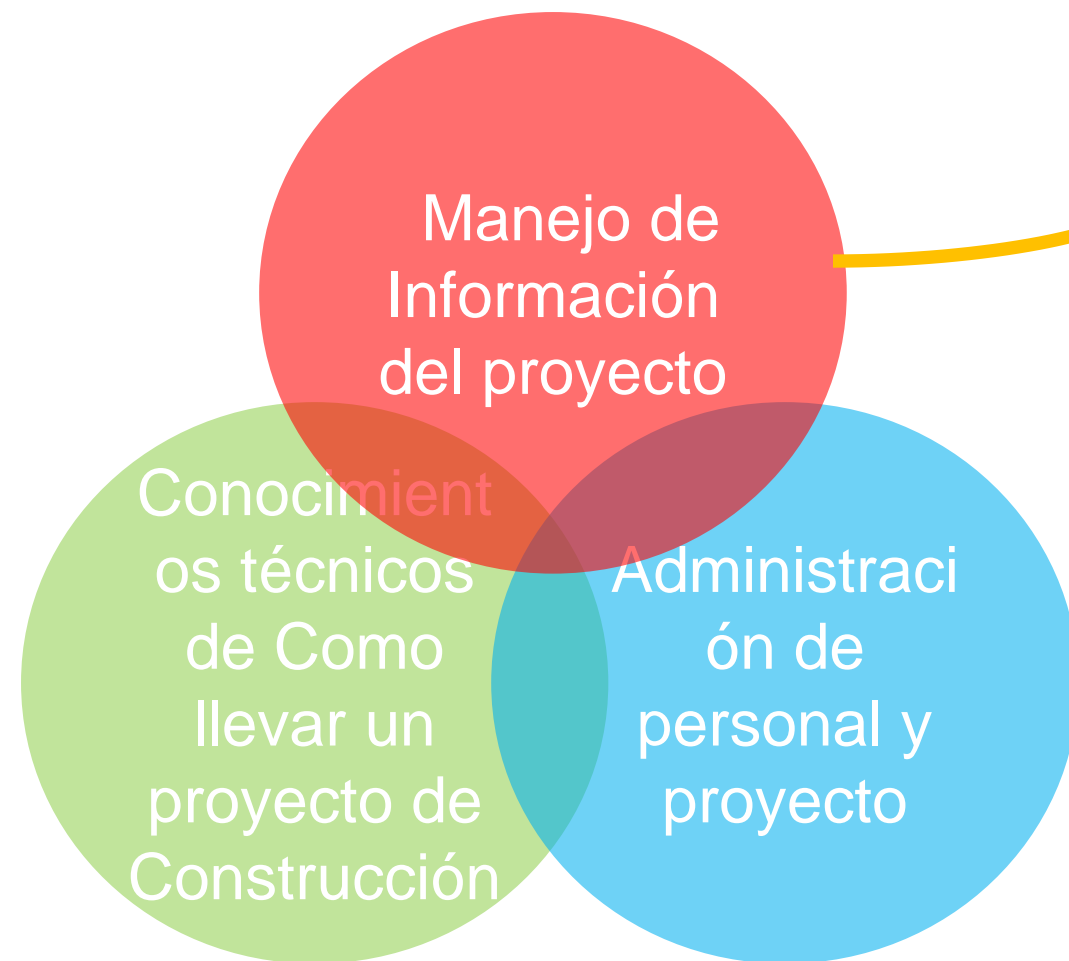 Manejo de
Información
del proyecto
Conocimient
os técnicos
de Como
llevar un
proyecto de
Construcción
Administraci
ón de
personal y
proyecto